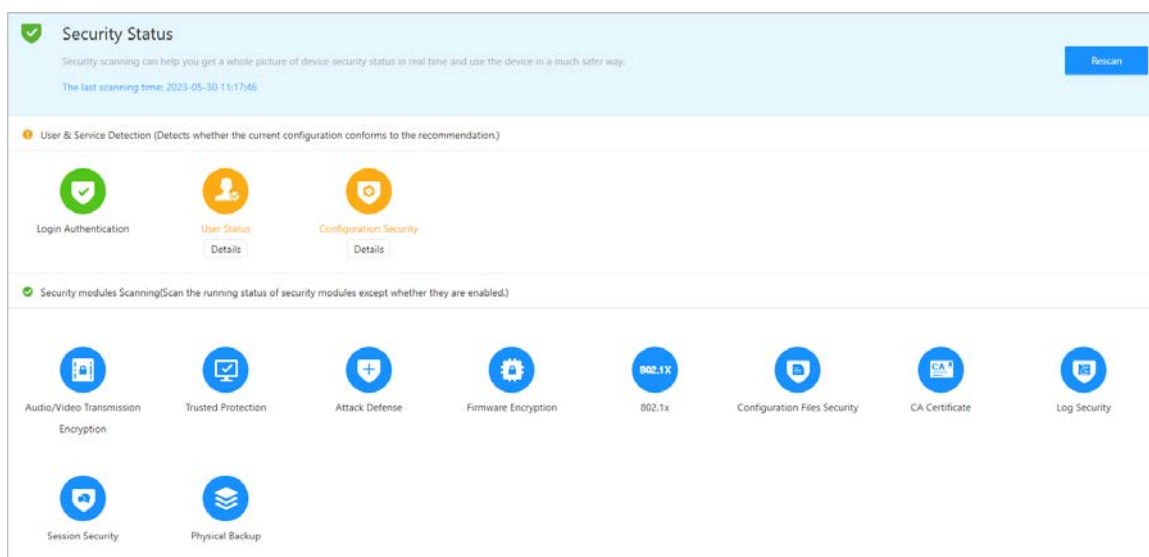 Security Status
Security scanning can help you get a whole picture of device security status in real time and use the device in a much safer way.
Rescan
The last scanning time: 2023-05-30 11:17:46
User & Service Detection (Detects whether the current configuration conforms to the recommendation.)
Login Authentication
User Status
Configuration Security
Details
Details
Security modules Scanning(Scan the running status of security modules except whether they are enabled.)
802.1X
CA
Audio/Video Transmission
Encryption
Trusted Protection
Attack Defense
Firmware Encryption
802.1x
Configuration Files Security
CA Certificate
Log Security
Session Security
Physical Backup